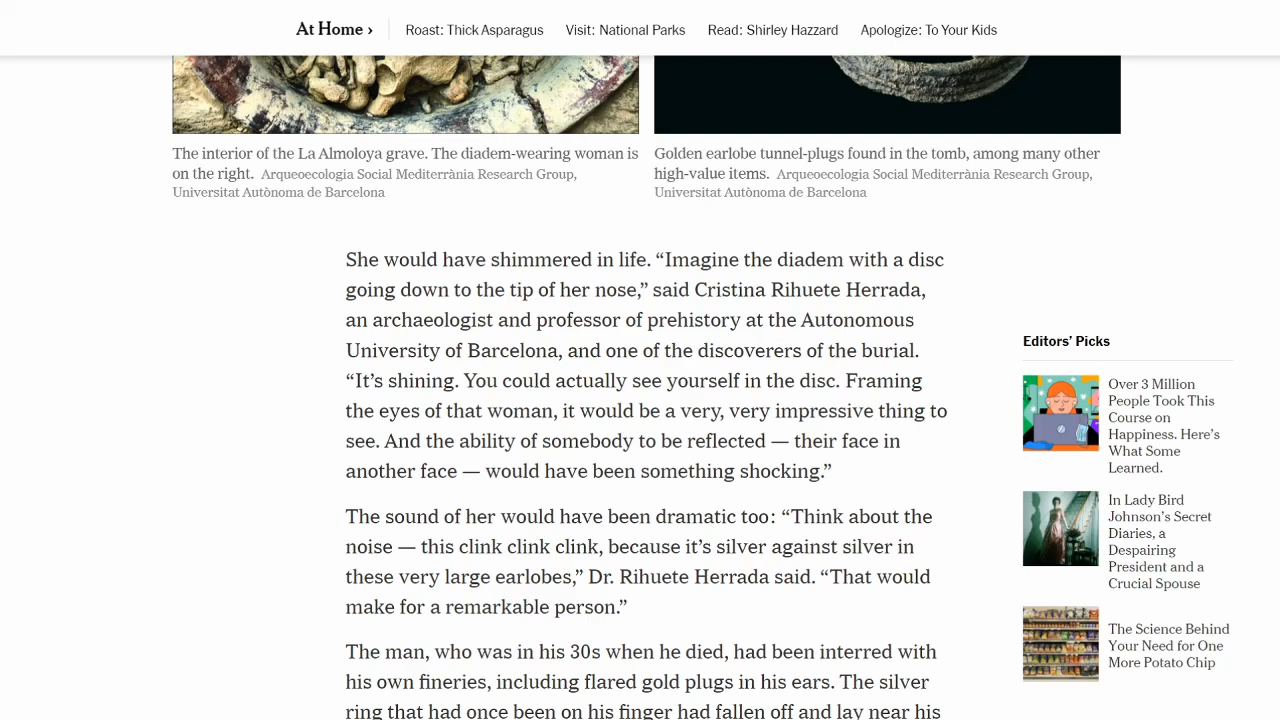 At Home ›
Roast: Thick Asparagus
Visit: National Parks
Read: Shirley Hazzard
Apologize: To Your Kids
The interior of the La Almoloya grave. The diadem-wearing woman is
on the right. Arqueoecologia Social Mediterrània Research Group,
Universitat Autònoma de Barcelona
Golden earlobe tunnel-plugs found in the tomb, among many other
high-value items. Arqueoecologia Social Mediterrània Research Group,
Universitat Autònoma de Barcelona
She would have shimmered in life. “Imagine the diadem with a disc
going down to the tip of her nose,” said Cristina Rihuete Herrada,
an archaeologist and professor of prehistory at the Autonomous
University of Barcelona, and one of the discoverers of the burial.
“It’s shining. You could actually see yourself in the disc. Framing
the eyes of that woman, it would be a very, very impressive thing to
see. And the ability of somebody to be reflected — their face in
another face — would have been something shocking.”
The sound of her would have been dramatic too: “Think about the
noise — this clink clink clink, because it’s silver against silver in
these very large earlobes,” Dr. Rihuete Herrada said. “That would
make for a remarkable person.”
The man, who was in his 30s when he died, had been interred with
his own fineries, including flared gold plugs in his ears. The silver
ring that had once been on his finger had fallen off and lay near his
Editors’ Picks
Over 3 Million
People Took This
Course on
Happiness. Here’s
What Some
Learned.
In Lady Bird
Johnson’s Secret
Diaries, a
Despairing
President and a
Crucial Spouse
The Science Behind
Your Need for One
More Potato Chip